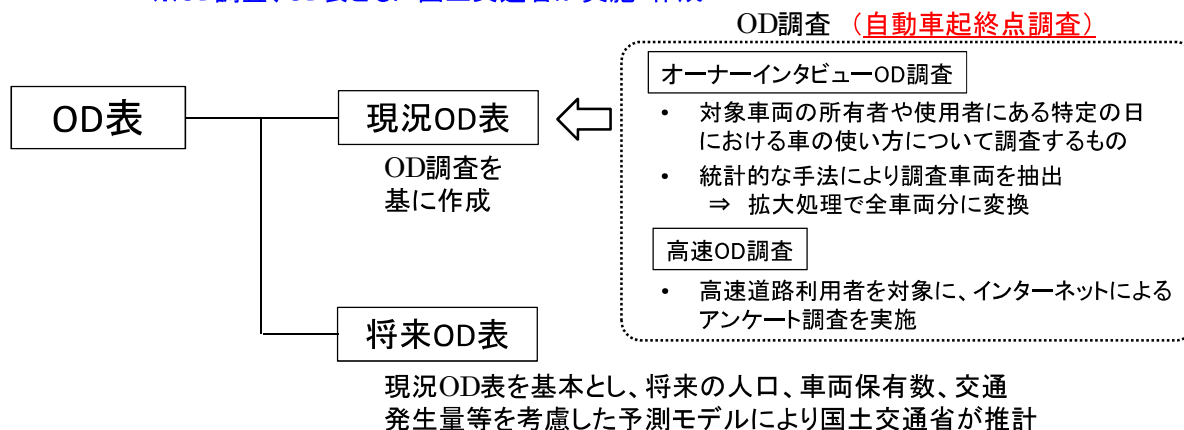 OD調査 （自動車起終点調査）
オーナーインタビューOD調査
• 対象車両の所有者や使用者にある特定の日
における車の使い方について調査するもの
• 統計的な手法により調査車両を抽出
⇒ 拡大処理で全車両分に変換
高速OD調査
• 高速道路利用者を対象に、インターネットによる
アンケート調査を実施
OD表
現況OD表
OD調査を
基に作成
将来OD表
現況OD表を基本とし、将来の人口、車両保有数、交通
発生量等を考慮した予測モデルにより国土交通省が推計